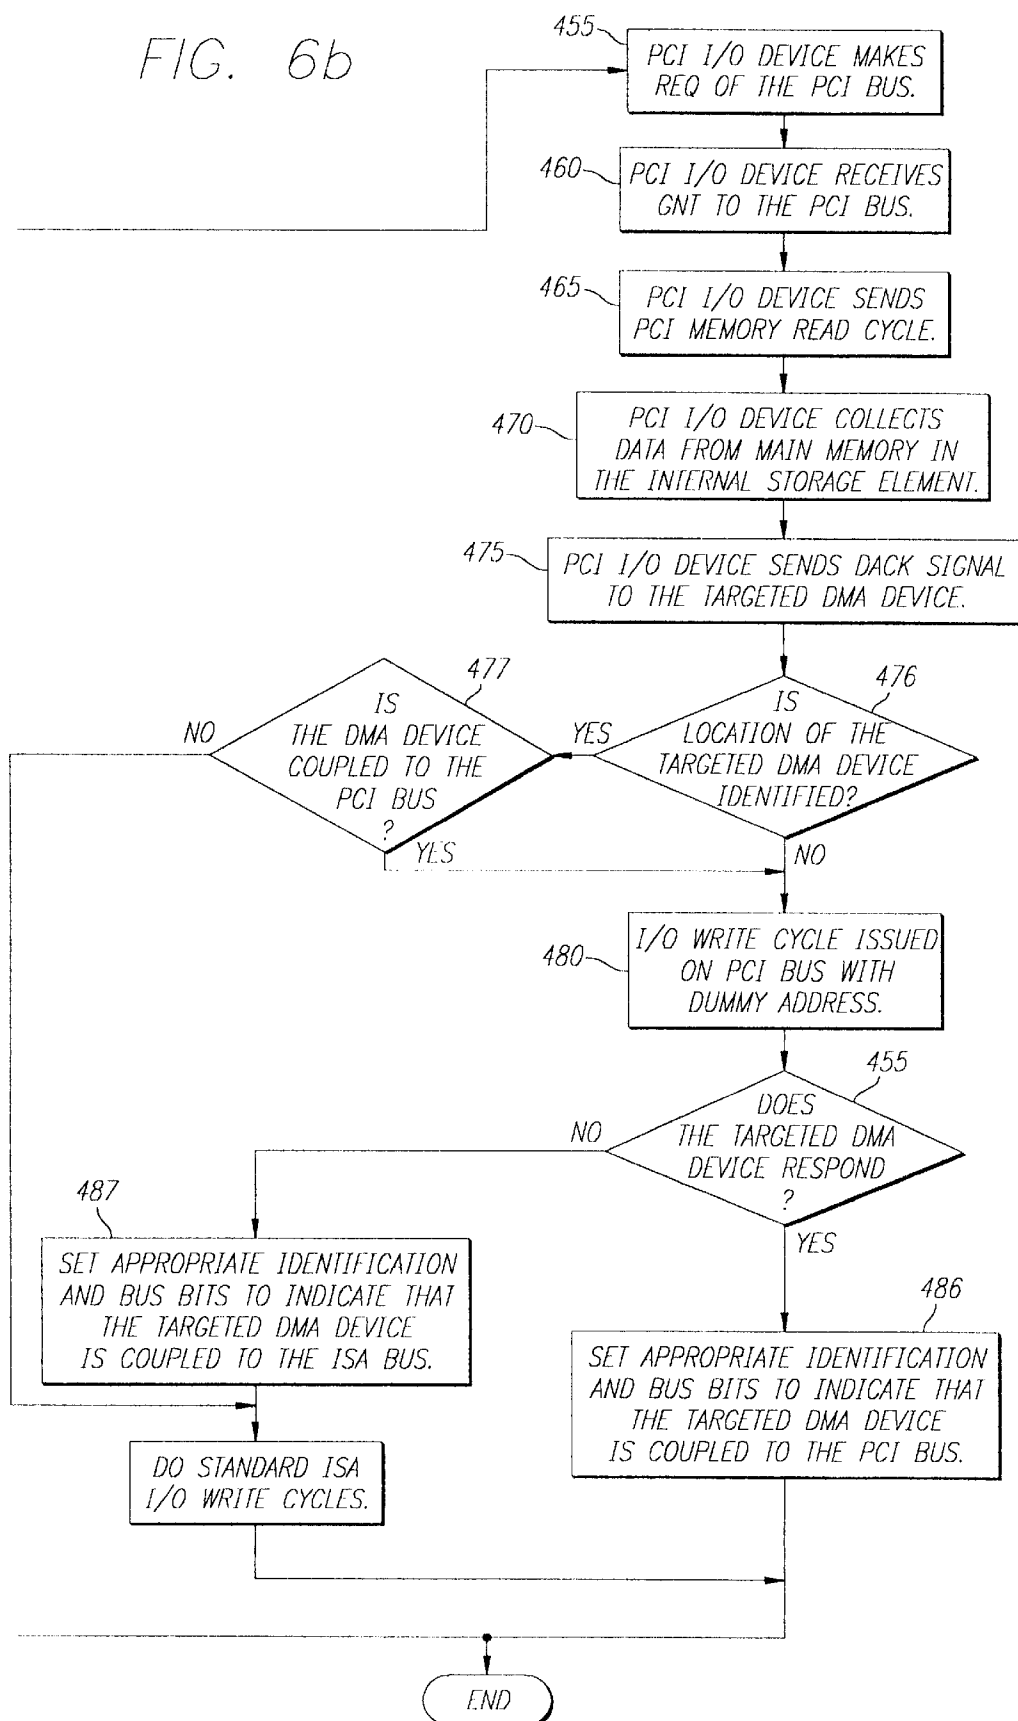 FIG. 6b
455
PCI I/O DEVICE MAKES
REQ OF THE PCI BUS.
460
PCI I/O DEVICE RECEIVES
GNT TO THE PCI BUS.
465
PCI I/O DEVICE SENDS
PCI MEMORY READ CYCLE.
470
PCI I/O DEVICE COLLECTS
DATA FROM MAIN MEMORY IN
THE INTERNAL STORAGE ELEMENT.
475
PCI I/O DEVICE SENDS DACK SIGNAL
TO THE TARGETED DMA DEVICE.
476
IS
LOCATION OF THE
TARGETED DMA DEVICE
IDENTIFIED?
YES
NO
477
IS
THE DMA DEVICE
COUPLED TO THE
PCI BUS
?
NO
YES
480
I/O WRITE CYCLE ISSUED
ON PCI BUS WITH
DUMMY ADDRESS.
455
DOES
THE TARGETED DMA
DEVICE RESPOND
?
NO
YES
487
SET APPROPRIATE IDENTIFICATION
AND BUS BITS TO INDICATE THAT
THE TARGETED DMA DEVICE
IS COUPLED TO THE ISA BUS.
486
SET APPROPRIATE IDENTIFICATION
AND BUS BITS TO INDICATE THAT
THE TARGETED DMA DEVICE
IS COUPLED TO THE PCI BUS.
DO STANDARD ISA
I/O WRITE CYCLES.
END